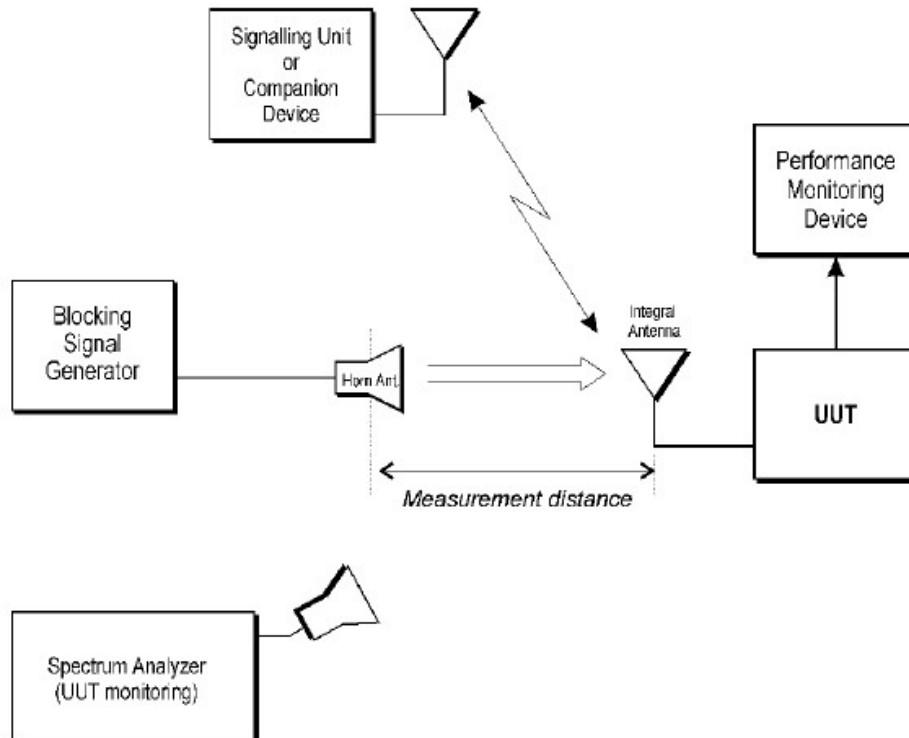 Signalling Unit
or
Companion
Device
Performance
Monitoring
Device
Blocking
Signal
Generator
Horn Ant.
Integral
Antenna
UUT
Measurement distance
Spectrum Analyzer
(UUT monitoring)